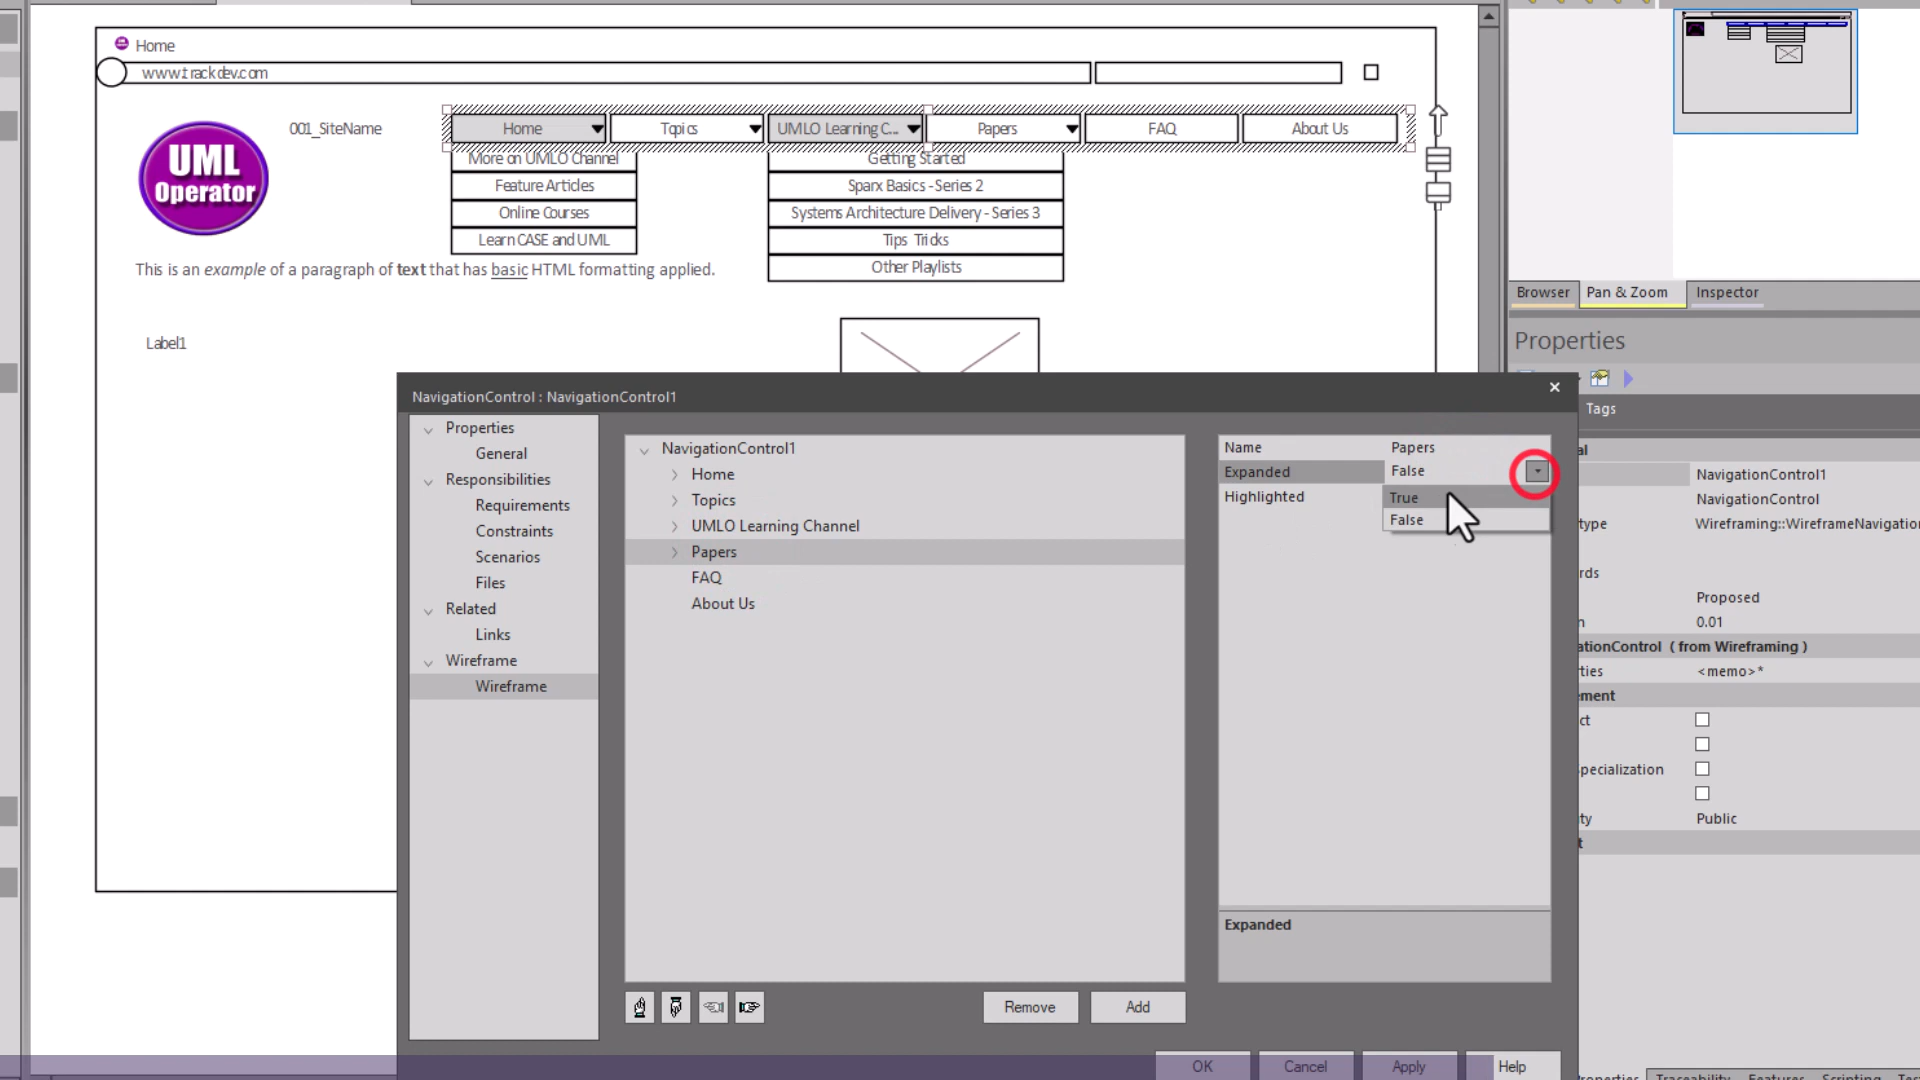 Home
www.trackdev.com
UML
Operator
001_SiteName
Home
Topics
UMLO Learning C...
Papers
FAQ
About Us
More on UMLO Channel
Feature Articles
Online Courses
Learn CASE and UML
Getting Started
Sparx Basics - Series 2
Systems Architecture Delivery - Series 3
Tips Tricks
Other Playlists
This is an example of a paragraph of text that has basic HTML formatting applied.
Label1
Browser
Pan & Zoom
Inspector
Properties
Tags
NavigationControl : NavigationControl1
Properties
General
Responsibilities
Requirements
Constraints
Scenarios
Files
Related
Links
Wireframe
Wireframe
NavigationControl1
Home
Topics
UMLO Learning Channel
Papers
FAQ
About Us
Name Papers
Expanded False
Highlighted
True
False
Expanded
Remove
Add
OK
Cancel
Apply
Help
al
NavigationControl1
NavigationControl
type Wireframing::WireframeNavigatio
rds
Proposed
n 0.01
ationControl ( from Wireframing )
ties <memo>*
ement
ct
pecialization
ty Public
t
roperties
Traceability
Features
Scripting